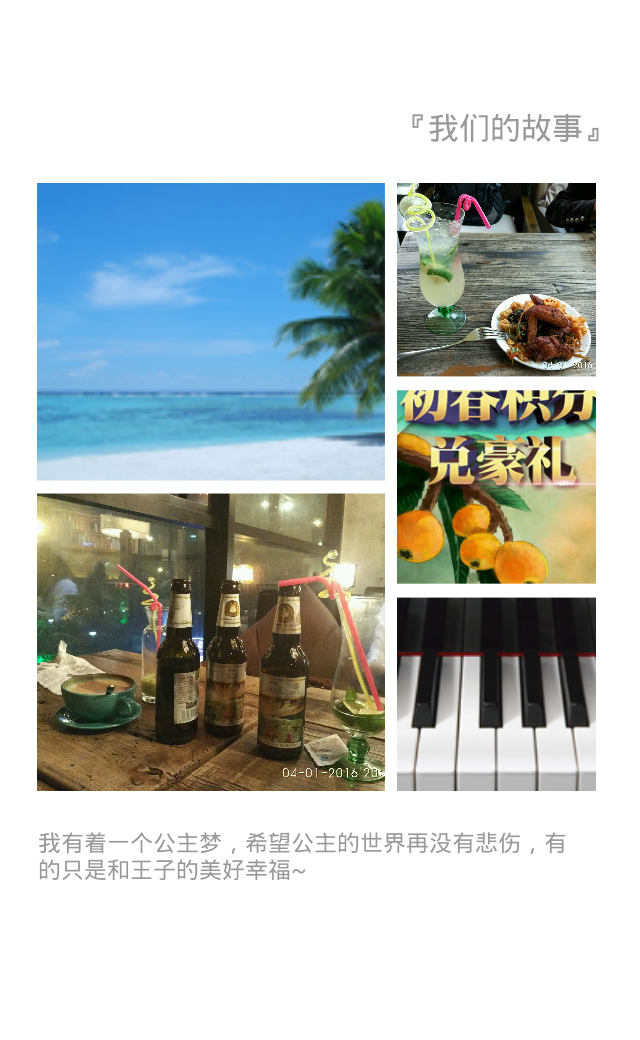 『我们的故事』
04-01-2016
初春积分
兑豪礼
04-01-2016 20
我有着一个公主梦，希望公主的世界再没有悲伤，有
的只是和王子的美好幸福~